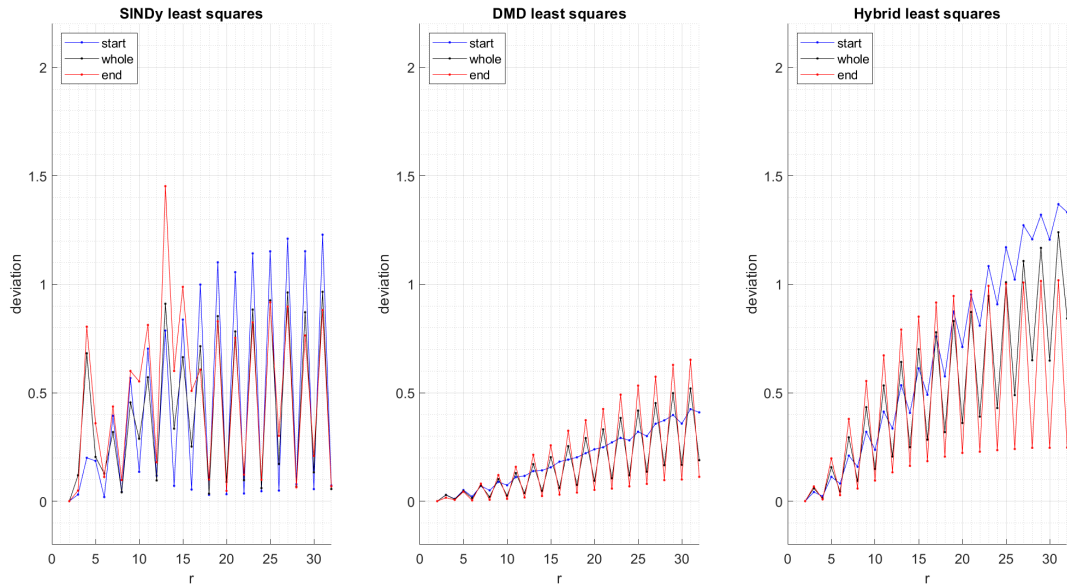 SINDy least squares
start
whole
end
2
1.5
1
0.5
0
deviation
0 5 10 15 20 25 30
r
DMD least squares
start
whole
end
2
1.5
1
0.5
0
deviation
0 5 10 15 20 25 30
r
Hybrid least squares
start
whole
end
2
1.5
1
0.5
0
deviation
0 5 10 15 20 25 30
r